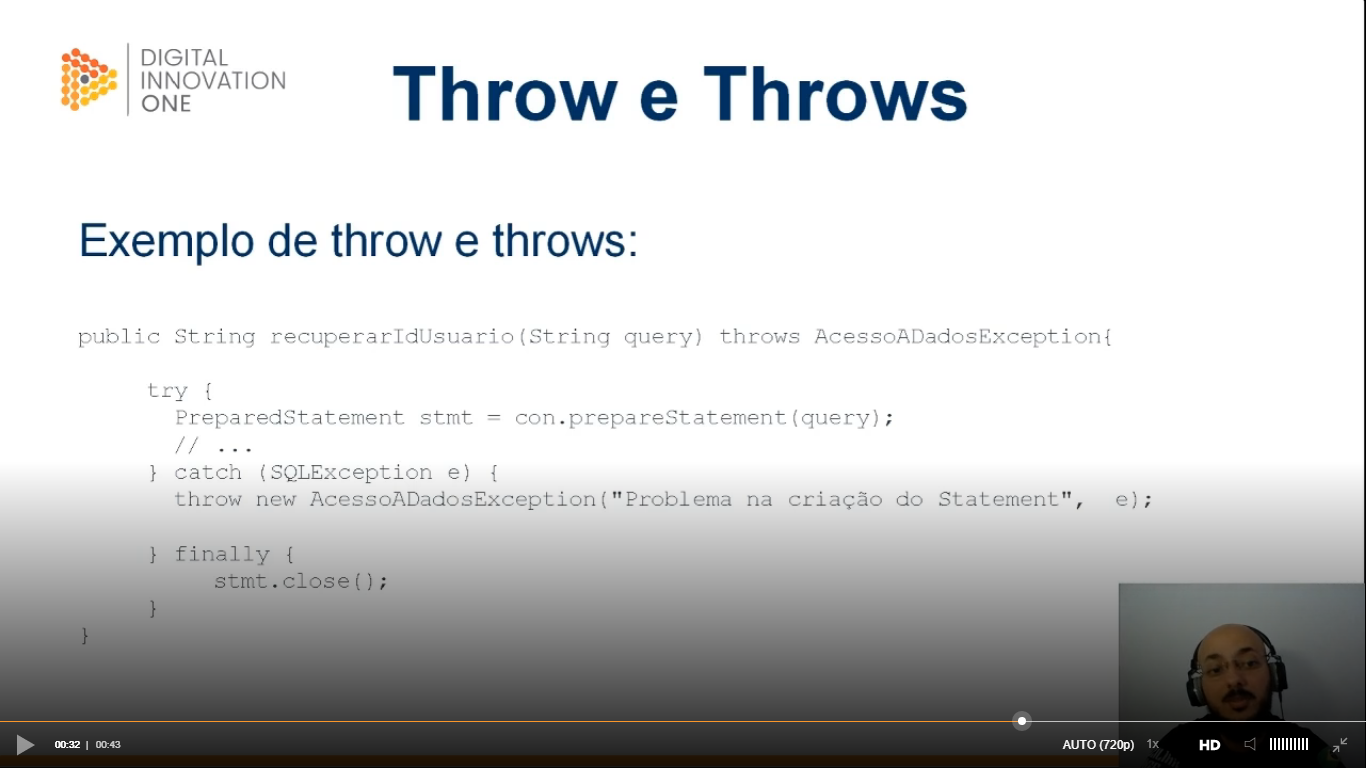 DIGITAL
INNOVATION
ONE
Throw e Throws
Exemplo de throw e throws:
public String recuperarIdUsuario(String query) throws AcessoADadosException{
try {
PreparedStatement stmt = con.prepareStatement(query);
// ...
} catch (SQLException e) {
throw new AcessoADadosException("Problema na criação do Statement", e);
} finally {
stmt.close();
}
}
00:32 | 00:43
AUTO (720p) 1x HD